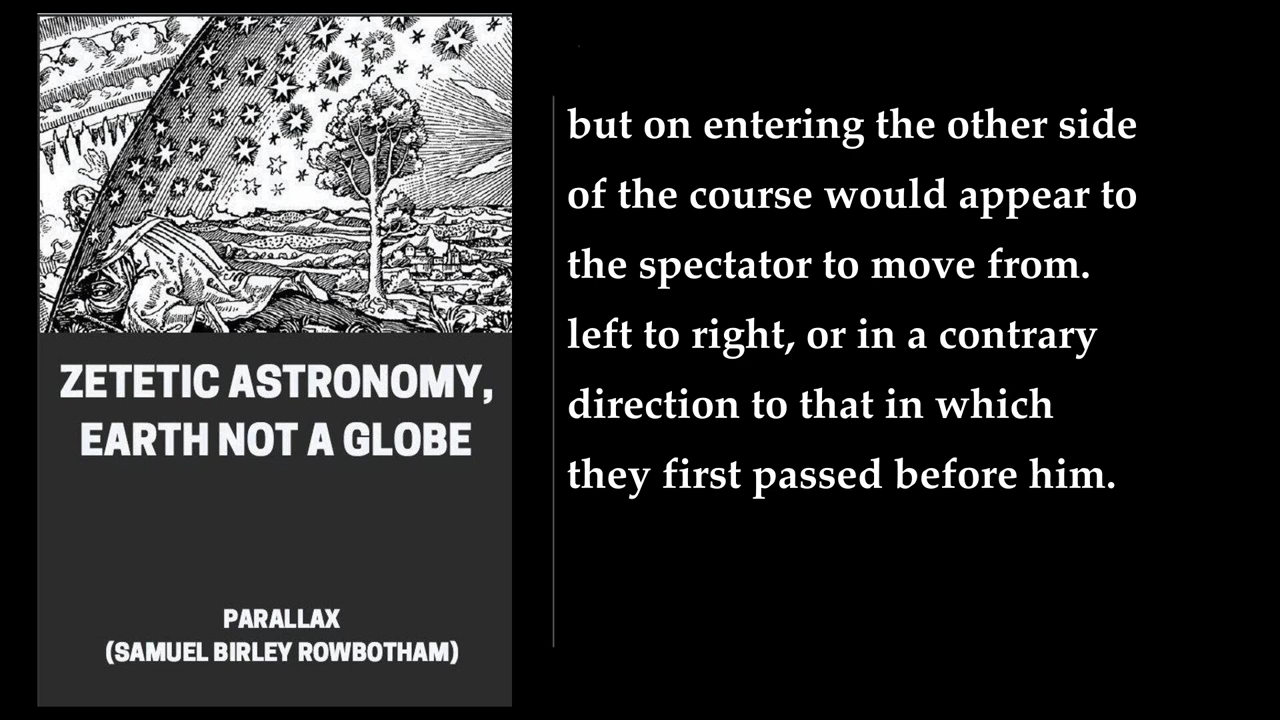 ZETETIC ASTRONOMY,
EARTH NOT A GLOBE
PARALLAX
(SAMUEL BIRLEY ROWBOTHAM)
but on entering the other side
of the course would appear to
the spectator to move from.
left to right, or in a contrary
direction to that in which
they first passed before him.